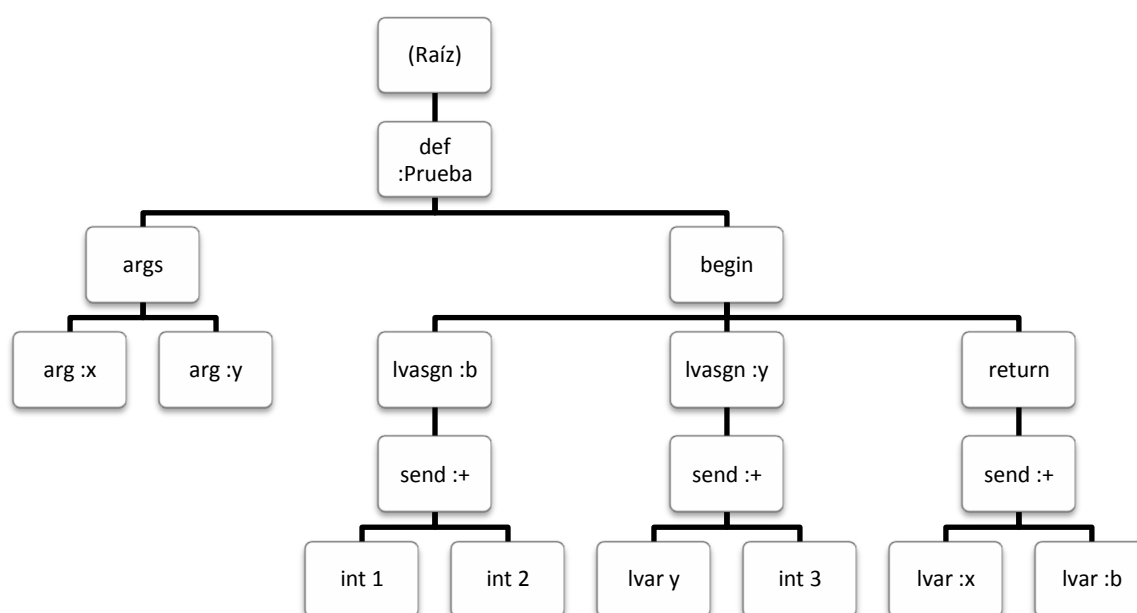 (Raíz)
def
:Prueba
args
begin
arg :x
arg :y
lvasgn :b
lvasgn :y
return
send :+
send :+
send :+
int 1
int 2
lvar y
int 3
lvar :x
lvar :b